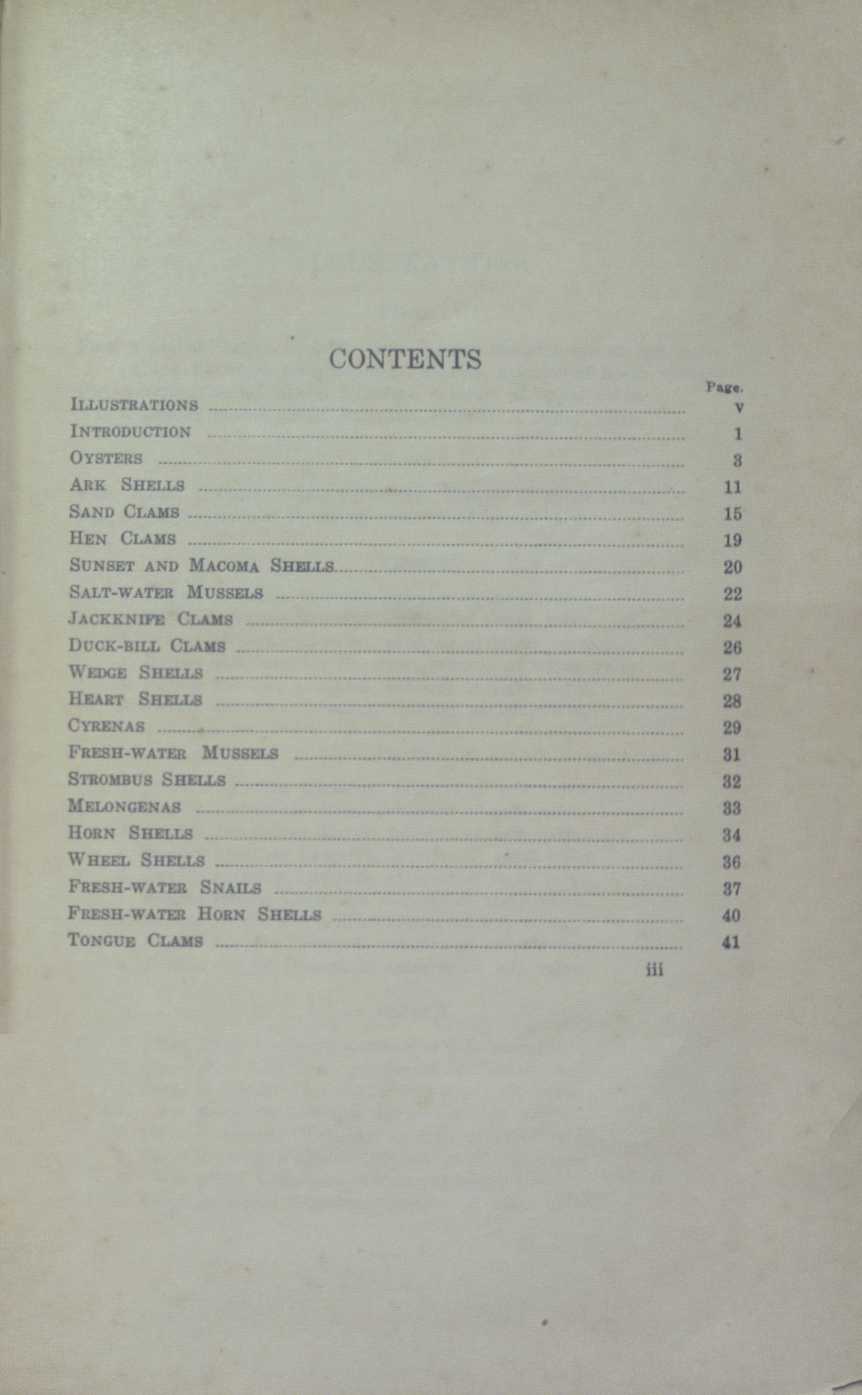 CONTENTS
Page.
ILLUSTRATIONS ........ v
INTRODUCTION ........ 1
OYSTERS ........ 3
ARK SHELLS ........ 11
SAND CLAMS ........ 15
HEN CLAMS ........ 19
SUNSET AND MACOMA SHELLS ........ 20
SALT-WATER MUSSELS ........ 22
JACKKNIFE CLAMS ........ 24
DUCK-BILL CLAMS ........ 26
WEDGE SHELLS ........ 27
HEART SHELLS ........ 28
CYRENAS ........ 29
FRESH-WATER MUSSELS ........ 31
STROMBUS SHELLS ........ 32
MELONGENAS ........ 33
HORN SHELLS ........ 34
WHEEL SHELLS ........ 36
FRESH-WATER SNAILS ........ 37
FRESH-WATER HORN SHELLS ........ 40
TONGUE CLAMS ........ 41
iii